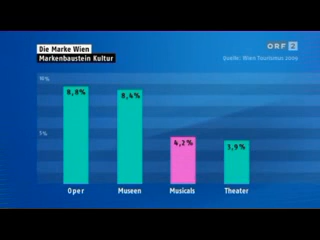 ORF 2
Die Marke Wien
Markenbaustein Kultur
Quelle: Wien Tourismus 2009
10%
8,8%
8,4%
5%
4,2%
3,9%
Oper
Museen
Musicals
Theater